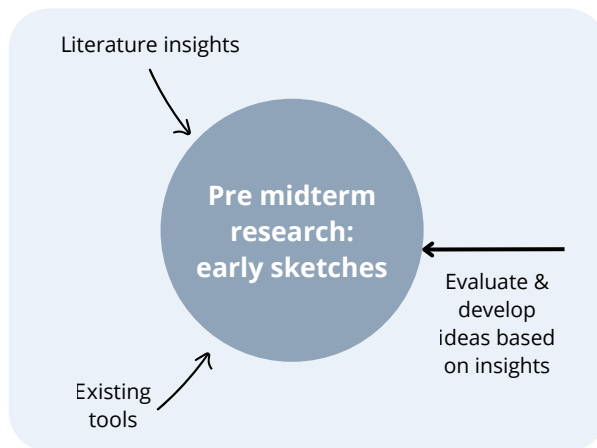 Literature insights
Pre midterm
research:
early sketches
Evaluate &
develop
ideas based
on insights
Existing
tools